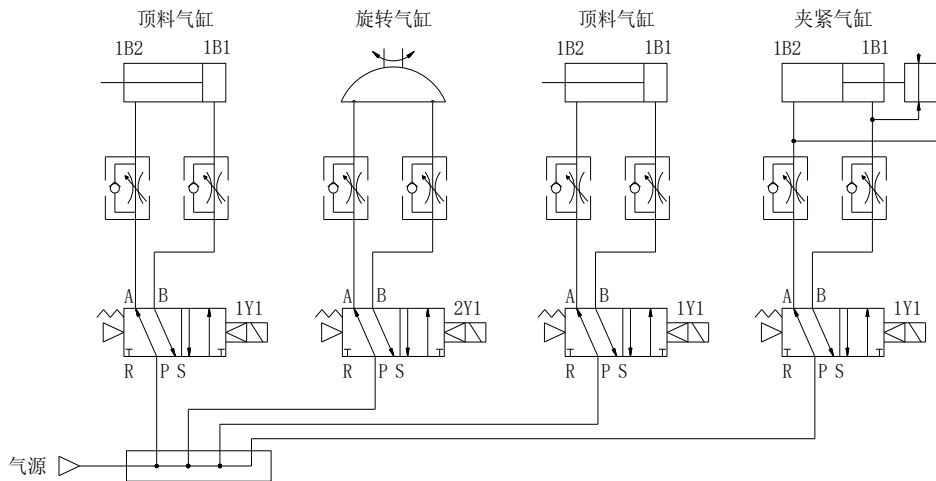 顶料气缸 旋转气缸 顶料气缸 夹紧气缸
1B2 1B1 1B2 1B1 1B2 1B1
A B 1Y1 A B 2Y1 A B 1Y1 A B 1Y1
R P S R P S R P S R P S
气源